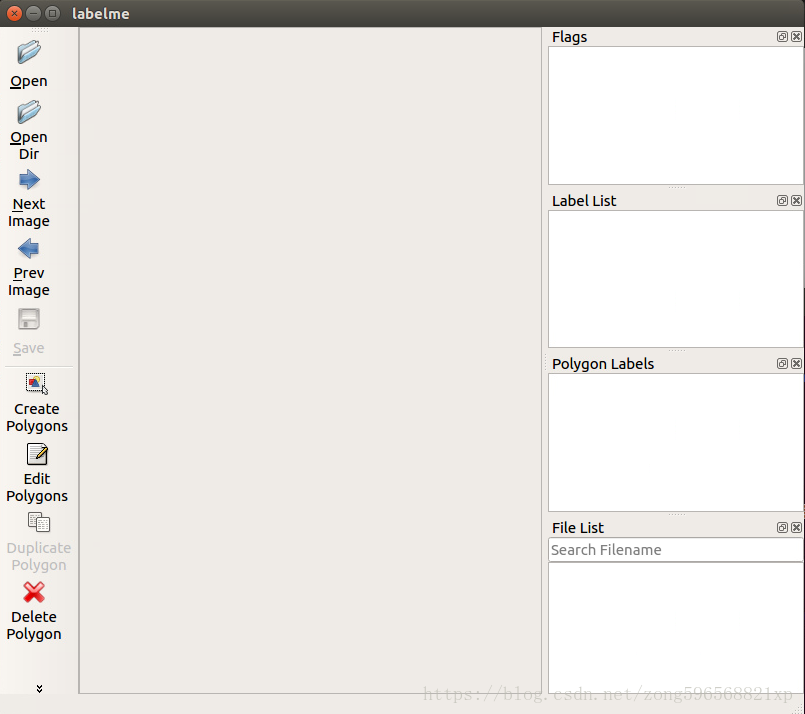 labelme
Open
Open
Dir
Next
Image
Prev
Image
Save
Create
Polygons
Edit
Polygons
Duplicate
Polygon
Delete
Polygon
Flags
Label List
Polygon Labels
File List
Search Filename
https://blog.csdn.net/zong596568821xp